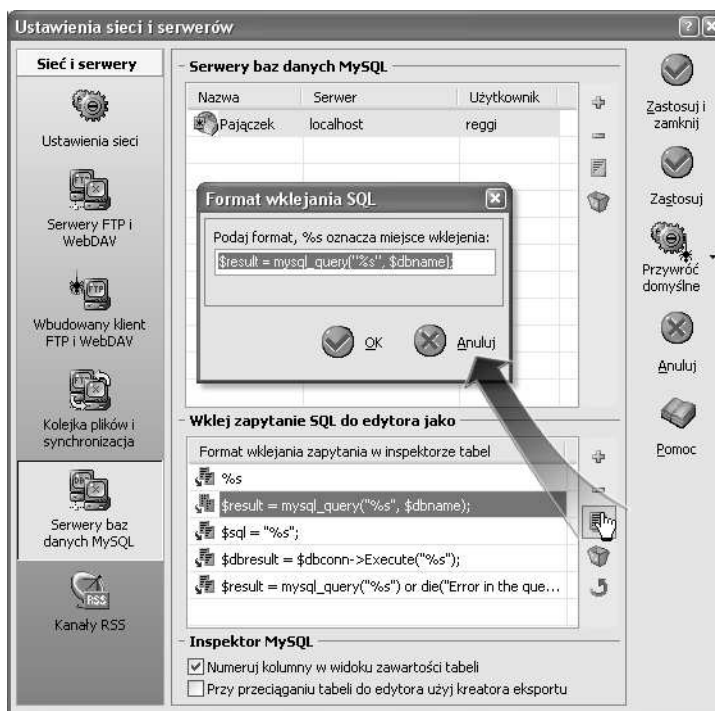 Ustawienia sieci i serwerów
Sieć i serwery
Ustawienia sieci
Serwery FTP i
WebDAV
Wbudowany klient
FTP i WebDAV
Kolejka plików i
synchronizacja
Serwery baz
danych MySQL
RSS
Kanały RSS
Serwery baz danych MySQL
Nazwa Serwer Użytkownik
Pajączek localhost reggi
Format wklejania SQL
Podaj format, %s oznacza miejsce wklejenia:
$result = mysql_query("%s", $dbname);
OK Anuluj
Wklej zapytanie SQL do edytora jako
Format wklejania zapytania w inspektorze tabel
%s
$result = mysql_query("%s", $dbname);
$sql = "%s";
$dbresult = $dbconn->Execute("%s");
$result = mysql_query("%s") or die("Error in the que...
Inspektor MySQL
Numeruj kolumny w widoku zawartości tabeli
Przy przeciąganiu tabeli do edytora użyj kreatora eksportu
Zastosuj i
zamknij
Zastosuj
Przywróć
domyślne
Anuluj
Pomoc